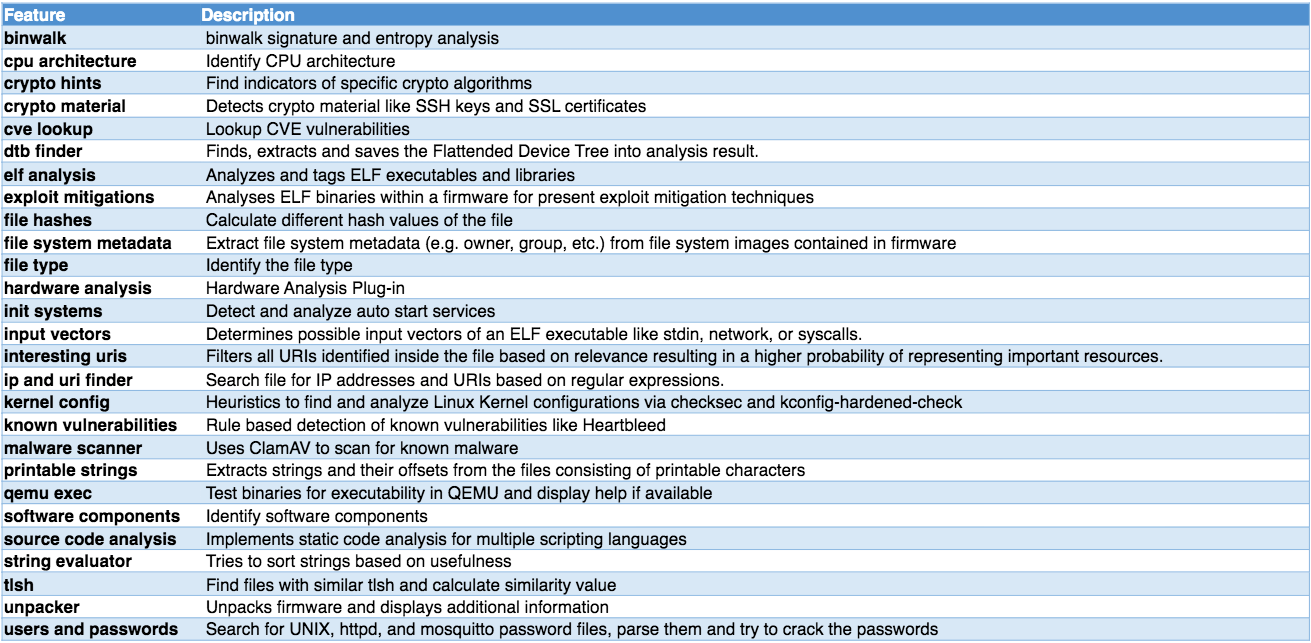 Feature Description
binwalk binwalk signature and entropy analysis
cpu architecture Identify CPU architecture
crypto hints Find indicators of specific crypto algorithms
crypto material Detects crypto material like SSH keys and SSL certificates
cve lookup Lookup CVE vulnerabilities
dtb finder Finds, extracts and saves the Flattended Device Tree into analysis result.
elf analysis Analyzes and tags ELF executables and libraries
exploit mitigations Analyses ELF binaries within a firmware for present exploit mitigation techniques
file hashes Calculate different hash values of the file
file system metadata Extract file system metadata (e.g. owner, group, etc.) from file system images contained in firmware
file type Identify the file type
hardware analysis Hardware Analysis Plug-in
init systems Detect and analyze auto start services
input vectors Determines possible input vectors of an ELF executable like stdin, network, or syscalls.
interesting uris Filters all URIs identified inside the file based on relevance resulting in a higher probability of representing important resources.
ip and uri finder Search file for IP addresses and URIs based on regular expressions.
kernel config Heuristics to find and analyze Linux Kernel configurations via checksec and kconfig-hardened-check
known vulnerabilities Rule based detection of known vulnerabilities like Heartbleed
malware scanner Uses ClamAV to scan for known malware
printable strings Extracts strings and their offsets from the files consisting of printable characters
qemu exec Test binaries for executability in QEMU and display help if available
software components Identify software components
source code analysis Implements static code analysis for multiple scripting languages
string evaluator Tries to sort strings based on usefulness
tlsh Find files with similar tlsh and calculate similarity value
unpacker Unpacks firmware and displays additional information
users and passwords Search for UNIX, httpd, and mosquitto password files, parse them and try to crack the passwords